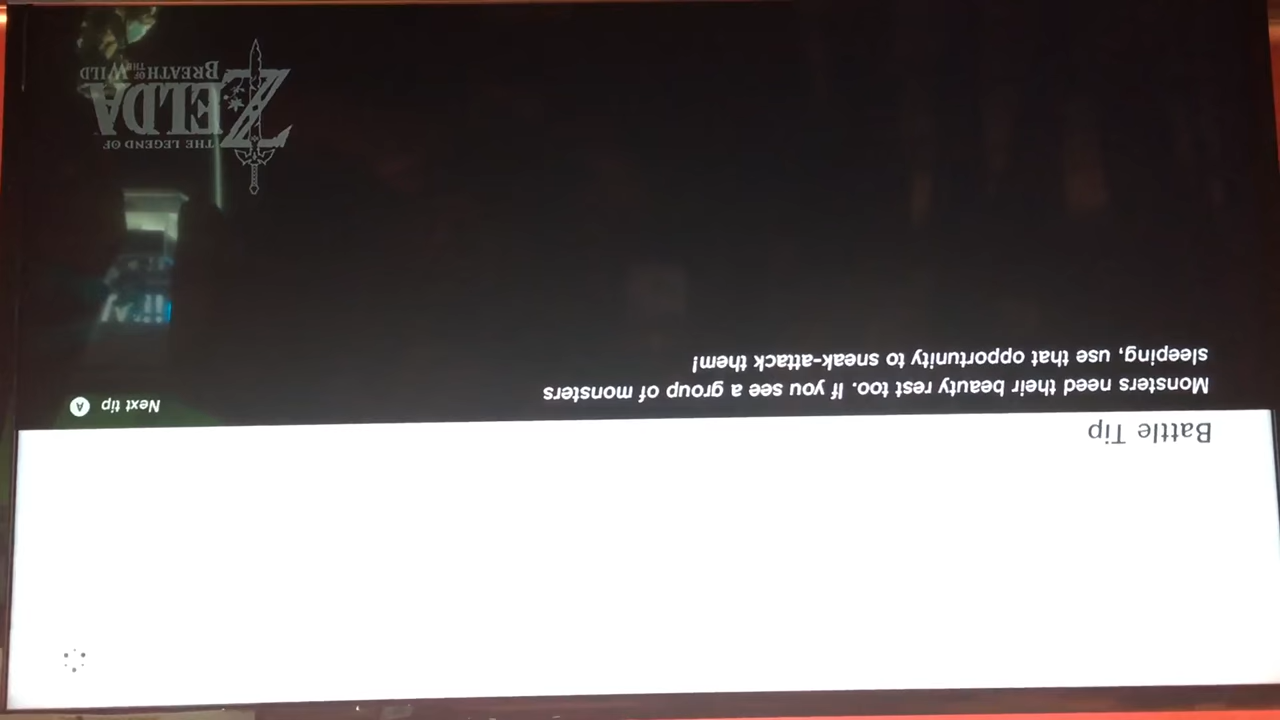 Battle Tip
Monsters need their beauty rest too. If you see a group of monsters
sleeping, use that opportunity to sneak-attack them!
Next tip A
THE LEGEND OF
ZELDA
BREATH OF THE WILD